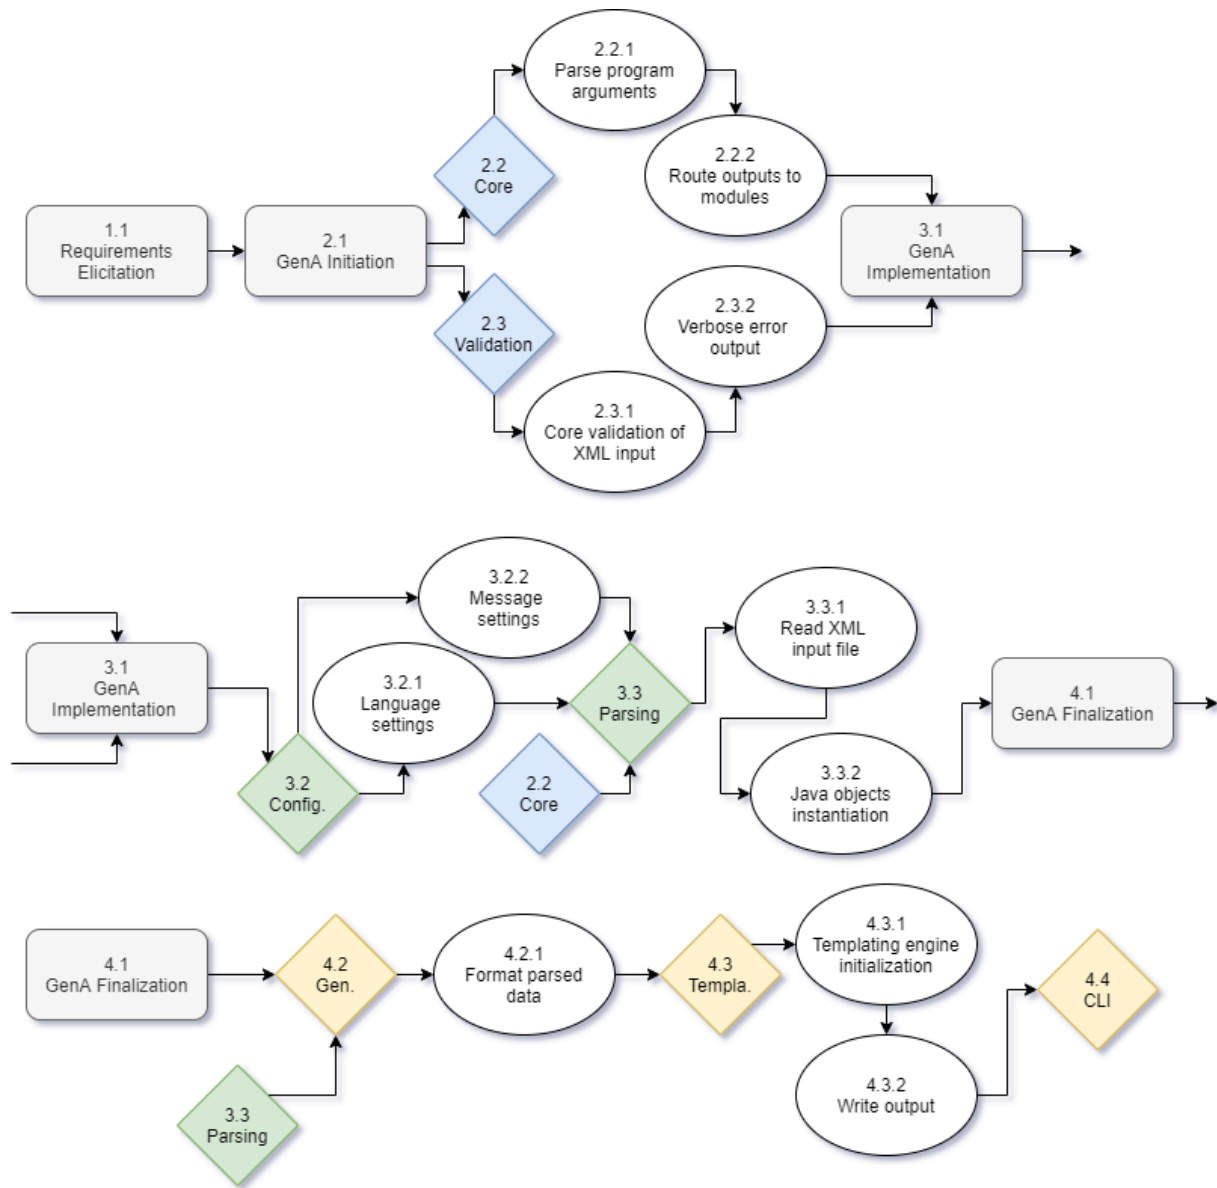 2.2.1
Parse program
arguments
2.2
Core
2.2.2
Route outputs to
modules
1.1
Requirements
Elicitation
2.1
GenA Initiation
3.1
GenA
Implementation
2.3
Validation
2.3.2
Verbose error
output
2.3.1
Core validation of
XML input
3.2.2
Message
settings
3.3.1
Read XML
input file
3.1
GenA
Implementation
3.2.1
Language
settings
3.3
Parsing
4.1
GenA Finalization
3.2
Config.
2.2
Core
3.3.2
Java objects
instantiation
4.1
GenA Finalization
4.2
Gen.
4.2.1
Format parsed
data
4.3
Templa.
4.3.1
Templating engine
initialization
4.4
CLI
3.3
Parsing
4.3.2
Write output